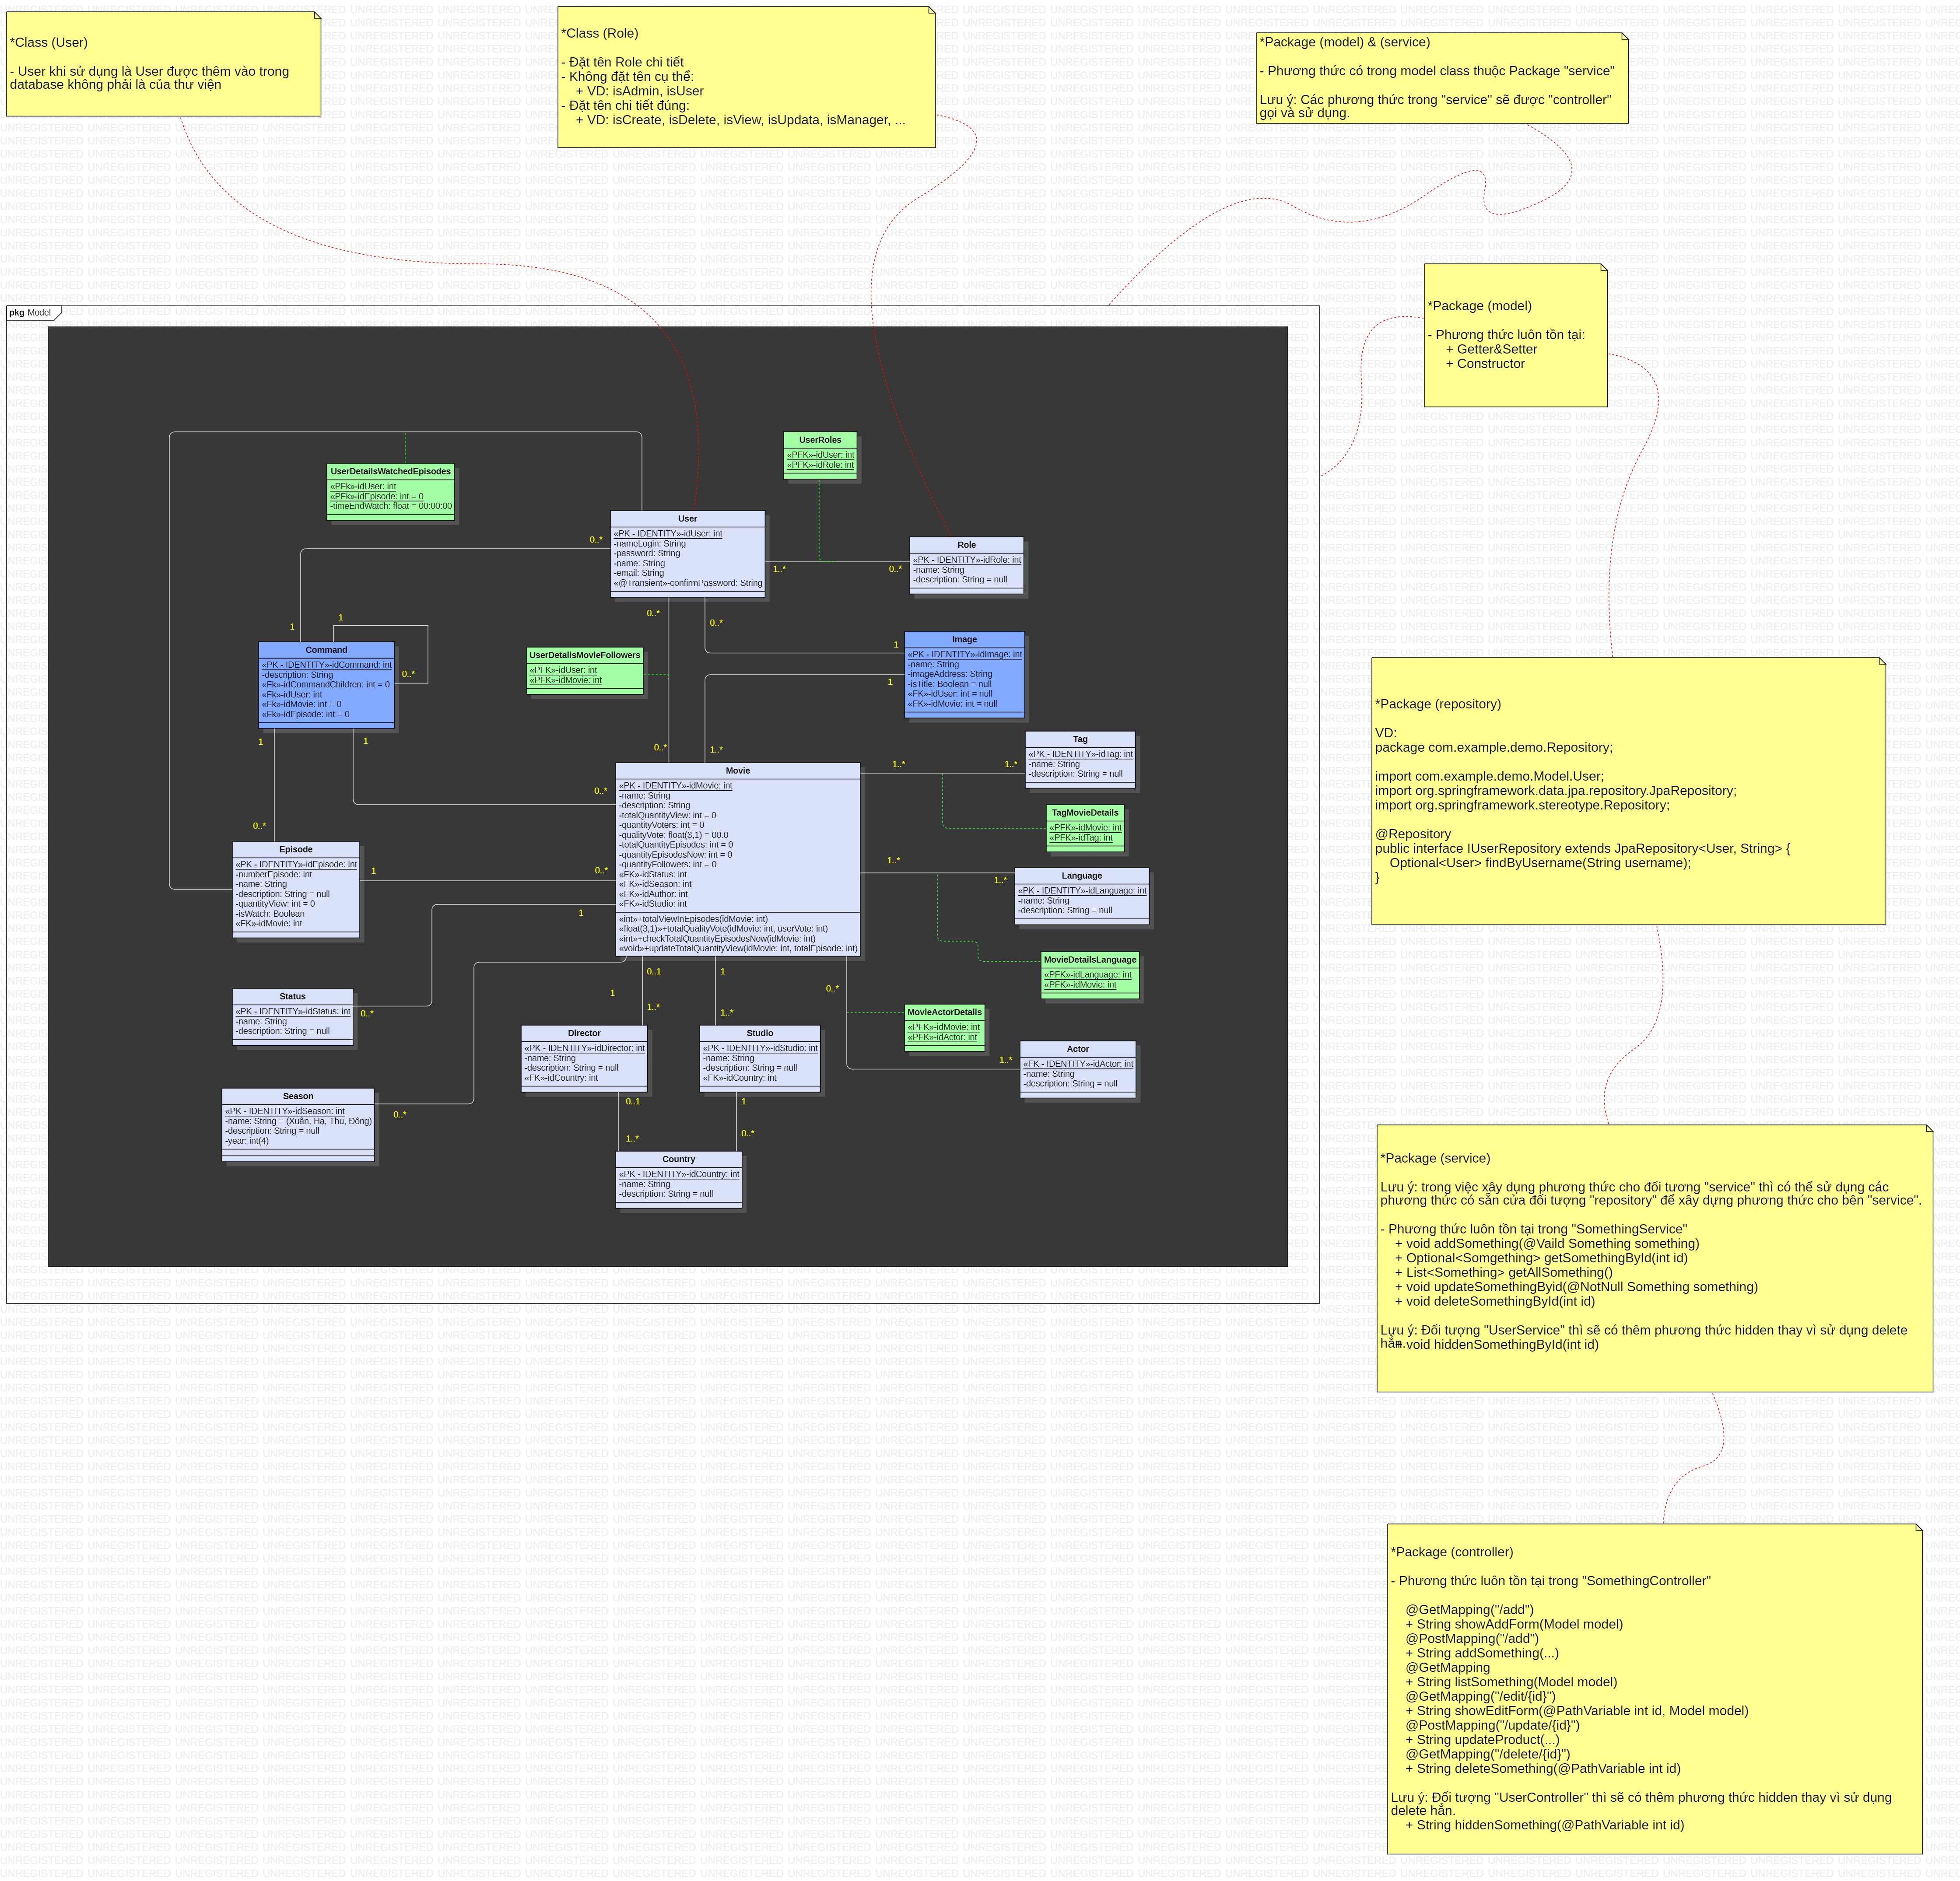 *Class (User)
- User khi sử dụng là User được thêm vào trong
database không phải là của thư viện
*Class (Role)
- Đặt tên Role chi tiết
- Không đặt tên cụ thể:
+ VD: isAdmin, isUser
- Đặt tên chi tiết đúng:
+ VD: isCreate, isDelete, isView, isUpdata, isManager, ...
*Package (model) & (service)
- Phương thức có trong model class thuộc Package "service"
Lưu ý: Các phương thức trong "service" sẽ được "controller"
gọi và sử dụng.
*Package (model)
- Phương thức luôn tồn tại:
+ Getter&Setter
+ Constructor
pkg Model
UserDetailsWatchedEpisodes
«PFk»-idUser: int
«PFk»-idEpisode: int = 0
-timeEndWatch: float = 00:00:00
UserRoles
«PFK»-idUser: int
«PFK»-idRole: int
User
«PK - IDENTITY»-idUser: int
-nameLogin: String
-password: String
-name: String
-email: String
«@Transient»-confirmPassword: String
0..*
1..*
0..*
Role
«PK - IDENTITY»-idRole: int
-name: String
-description: String = null
0..*
0..*
1
1
Command
«PK - IDENTITY»-idCommand: int
-description: String
«Fk»-idCommandChildren: int = 0
«Fk»-idUser: int
«Fk»-idMovie: int = 0
«Fk»-idEpisode: int = 0
0..*
1
1
UserDetailsMovieFollowers
«PFK»-idUser: int
«PFK»-idMovie: int
1
Image
«PK - IDENTITY»-idImage: int
-name: String
-imageAddress: String
-isTitle: Boolean = null
«FK»-idUser: int = null
«FK»-idMovie: int = null
1
0..*
1..*
Tag
«PK - IDENTITY»-idTag: int
-name: String
-description: String = null
1..*
1..*
Movie
«PK - IDENTITY»-idMovie: int
-name: String
-description: String
-totalQuantityView: int = 0
-quantityVoters: int = 0
-qualityVote: float(3,1) = 00.0
-totalQuantityEpisodes: int = 0
-quantityEpisodesNow: int = 0
-quantityFollowers: int = 0
«FK»-idStatus: int
«FK»-idSeason: int
«FK»-idAuthor: int
«FK»-idStudio: int
«int»+totalViewInEpisodes(idMovie: int)
«float(3,1)»+totalQualityVote(idMovie: int, userVote: int)
«int»+checkTotalQuantityEpisodesNow(idMovie: int)
«void»+updateTotalQuantityView(idMovie: int, totalEpisode: int)
0..*
0..*
TagMovieDetails
«PFK»-idMovie: int
«PFK»-idTag: int
Episode
«PK - IDENTITY»-idEpisode: int
-numberEpisode: int
-name: String
-description: String = null
-quantityView: int = 0
-isWatch: Boolean
«FK»-idMovie: int
1
0..*
1
1..*
1..*
Language
«PK - IDENTITY»-idLanguage: int
-name: String
-description: String = null
MovieDetailsLanguage
«PFK»-idLanguage: int
«PFK»-idMovie: int
Status
«PK - IDENTITY»-idStatus: int
-name: String
-description: String = null
0..*
1
0..1
1..*
1
1..*
0..*
MovieActorDetails
«PFK»-idMovie: int
«PFK»-idActor: int
Director
«PK - IDENTITY»-idDirector: int
-name: String
-description: String = null
«FK»-idCountry: int
Studio
«PK - IDENTITY»-idStudio: int
-name: String
-description: String = null
«FK»-idCountry: int
1..*
Actor
«FK - IDENTITY»-idActor: int
-name: String
-description: String = null
Season
«PK - IDENTITY»-idSeason: int
-name: String = (Xuân, Hạ, Thu, Đông)
-description: String = null
-year: int(4)
0..*
0..1
1..*
1
0..*
Country
«PK - IDENTITY»-idCountry: int
-name: String
-description: String = null
*Package (repository)
VD:
package com.example.demo.Repository;
import com.example.demo.Model.User;
import org.springframework.data.jpa.repository.JpaRepository;
import org.springframework.stereotype.Repository;
@Repository
public interface IUserRepository extends JpaRepository<User, String> {
Optional<User> findByUsername(String username);
}
*Package (service)
Lưu ý: trong việc xây dụng phương thức cho đối tương "service" thì có thể sử dụng các
phương thức có sẵn cửa đối tượng "repository" để xây dựng phương thức cho bên "service".
- Phương thức luôn tồn tại trong "SomethingService"
+ void addSomething(@Vaild Something something)
+ Optional<Somgething> getSomethingById(int id)
+ List<Something> getAllSomething()
+ void updateSomethingByid(@NotNull Something something)
+ void deleteSomethingById(int id)
Lưu ý: Đối tượng "UserService" thì sẽ có thêm phương thức hidden thay vì sử dụng delete
hẳn.
+ void hiddenSomethingById(int id)
*Package (controller)
- Phương thức luôn tồn tại trong "SomethingController"
@GetMapping("/add")
+ String showAddForm(Model model)
@PostMapping("/add")
+ String addSomething(...)
@GetMapping
+ String listSomething(Model model)
@GetMapping("/edit/{id}")
+ String showEditForm(@PathVariable int id, Model model)
@PostMapping("/update/{id}")
+ String updateProduct(...)
@GetMapping("/delete/{id}")
+ String deleteSomething(@PathVariable int id)
Lưu ý: Đối tượng "UserController" thì sẽ có thêm phương thức hidden thay vì sử dụng
delete hẳn.
+ String hiddenSomething(@PathVariable int id)
UNREGISTERED